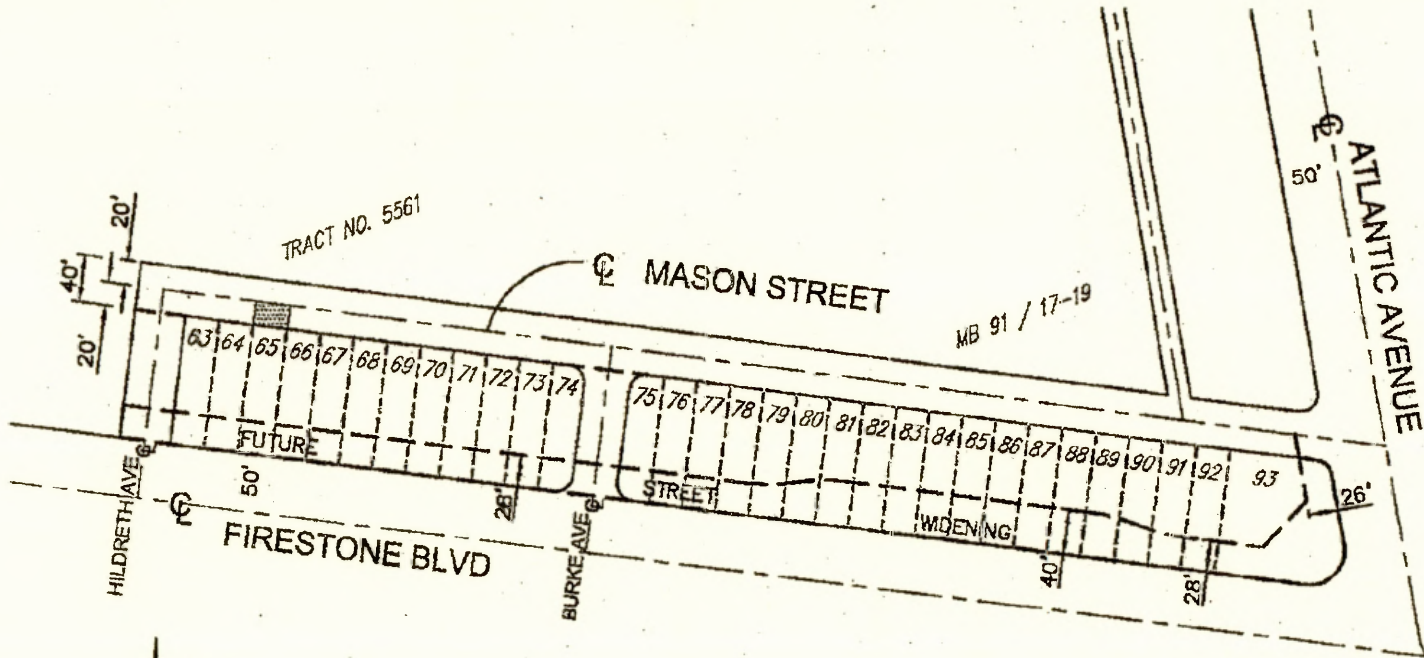 20'
TRACT NO. 5561
40'
20'
℄ MASON STREET
MB 91 / 17-19
℄ ATLANTIC AVENUE
50'
63 64 65 66 67 68 69 70 71 72 73 74
75 76 77 78 79 80 81 82 83 84 85 86 87 88 89 90 91 92 93
FUTURE
STREET
WIDENING
26'
40'
28'
26'
50'
HILDRETH AVE ℄
℄ FIRESTONE BLVD
BURKE AVE ℄